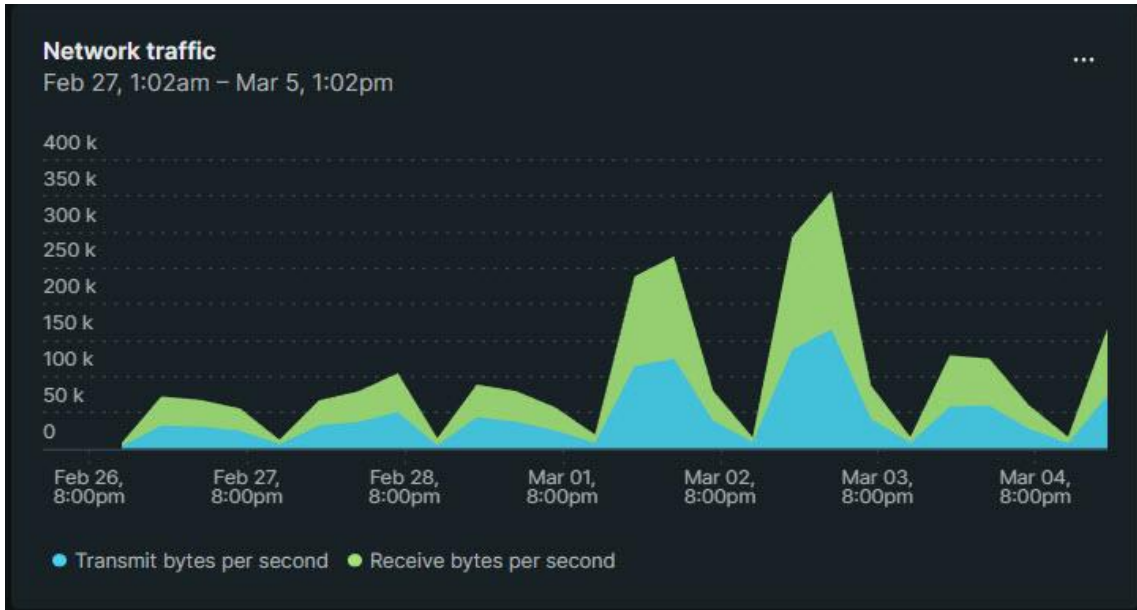 Network traffic
...
Feb 27, 1:02am – Mar 5, 1:02pm
400 k
350 k
300 k
250 k
200 k
150 k
100 k
50 k
0
Feb 26, Feb 27, Feb 28, Mar 01, Mar 02, Mar 03, Mar 04,
8:00pm 8:00pm 8:00pm 8:00pm 8:00pm 8:00pm 8:00pm
Transmit bytes per second Receive bytes per second